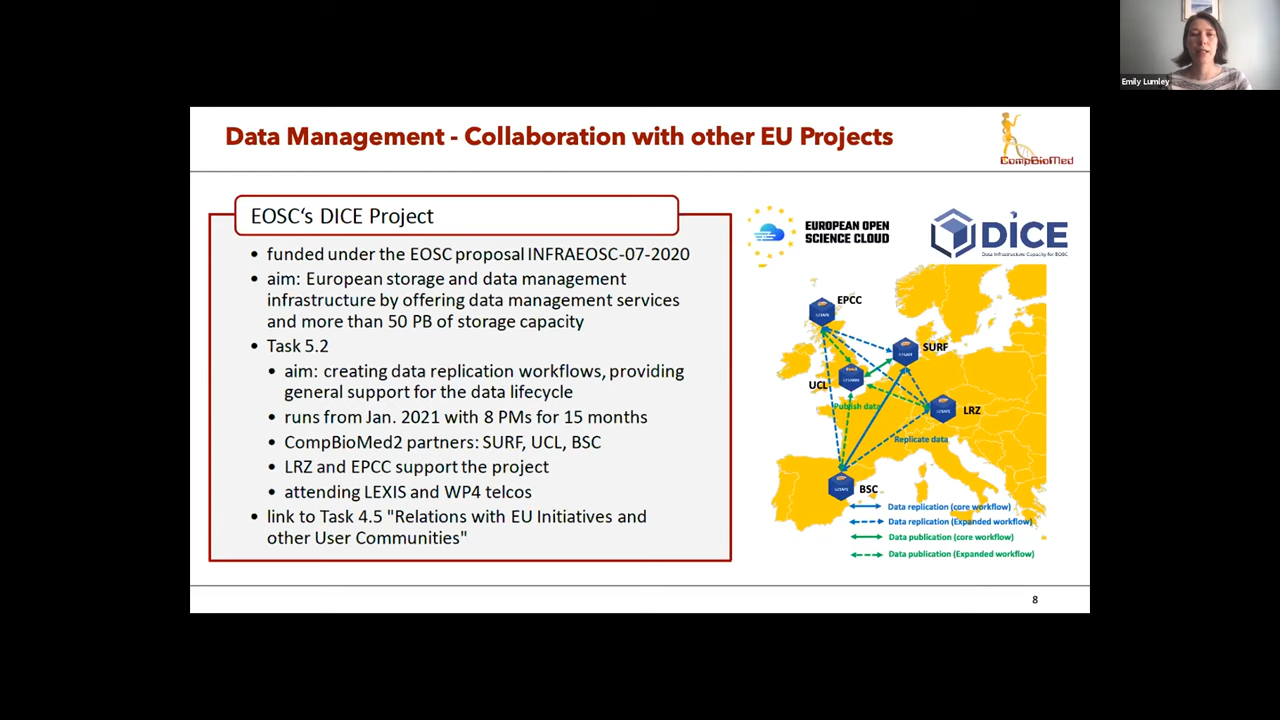 Emily Lumley
Data Management - Collaboration with other EU Projects
CompBioMed
EOSC‘s DICE Project
• funded under the EOSC proposal INFRAEOSC-07-2020
• aim: European storage and data management
infrastructure by offering data management services
and more than 50 PB of storage capacity
• Task 5.2
• aim: creating data replication workflows, providing
general support for the data lifecycle
• runs from Jan. 2021 with 8 PMs for 15 months
• CompBioMed2 partners: SURF, UCL, BSC
• LRZ and EPCC support the project
• attending LEXIS and WP4 telcos
• link to Task 4.5 "Relations with EU Initiatives and
other User Communities"
EUROPEAN OPEN
SCIENCE CLOUD
DICE
Data Infrastructure Capacity for EOSC
EPCC
SURF
UCL
Publish data
LRZ
Replicate data
BSC
Data replication (core workflow)
Data replication (Expanded workflow)
Data publication (core workflow)
Data publication (Expanded workflow)
8